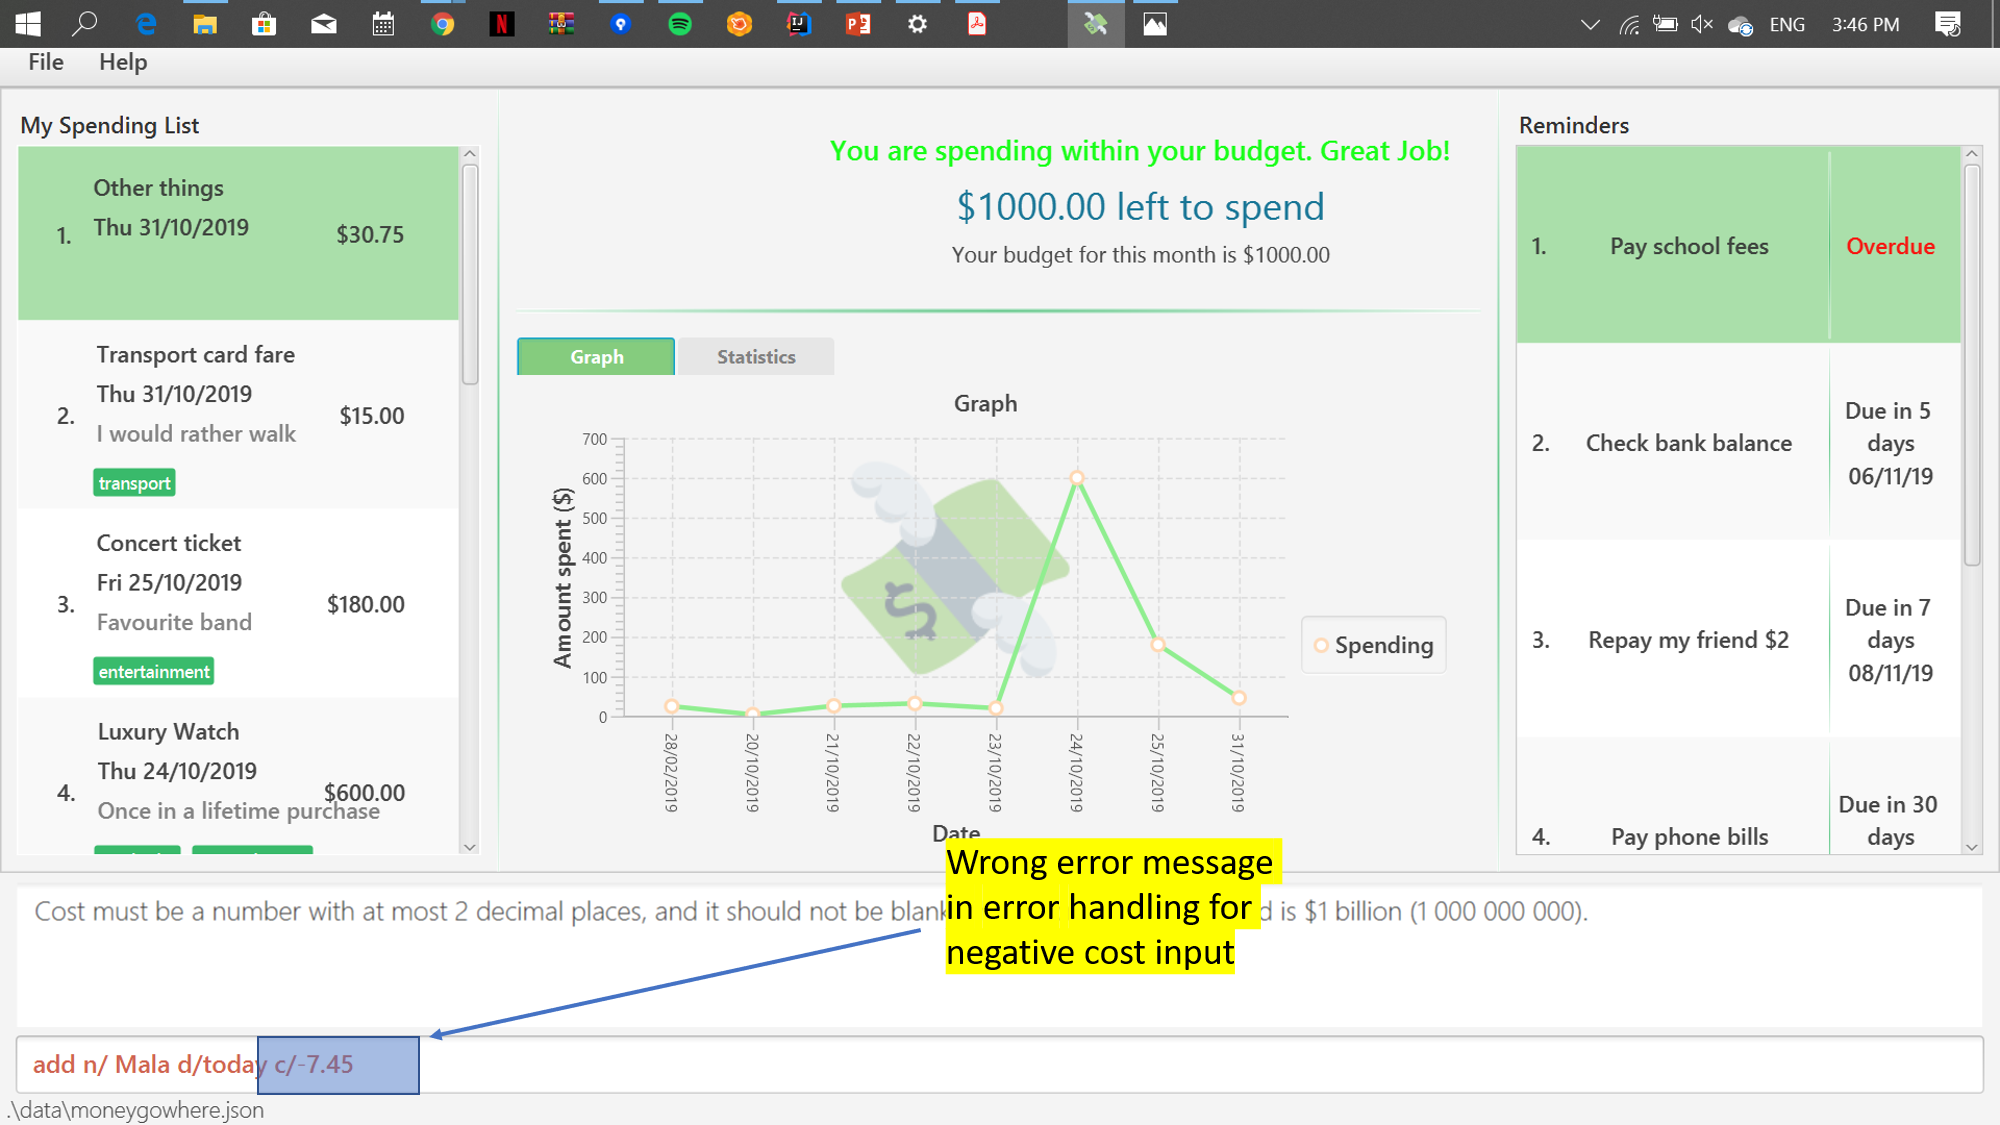 ENG 3:46 PM
File Help
My Spending List
1. Other things
Thu 31/10/2019
$30.75
2. Transport card fare
Thu 31/10/2019
I would rather walk
$15.00
transport
3. Concert ticket
Fri 25/10/2019
Favourite band
$180.00
entertainment
4. Luxury Watch
Thu 24/10/2019
Once in a lifetime purchase
$600.00
You are spending within your budget. Great Job!
$1000.00 left to spend
Your budget for this month is $1000.00
Graph Statistics
Graph
Amount spent ($)
700
600
500
400
300
200
100
0
28/02/2019
20/10/2019
21/10/2019
22/10/2019
23/10/2019
24/10/2019
25/10/2019
31/10/2019
Date
Spending
Reminders
1. Pay school fees Overdue
2. Check bank balance
Due in 5
days
06/11/19
3. Repay my friend $2
Due in 7
days
08/11/19
4. Pay phone bills
Due in 30
days
Cost must be a number with at most 2 decimal places, and it should not be blank
is $1 billion (1 000 000 000).
Wrong error message
in error handling for
negative cost input
add n/ Mala d/today c/-7.45
.\data\moneygowhere.json